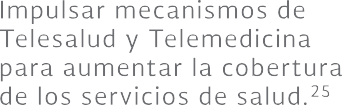 Impulsar mecanismos de
Telesalud y Telemedicina
para aumentar la cobertura
de los servicios de salud.²⁵